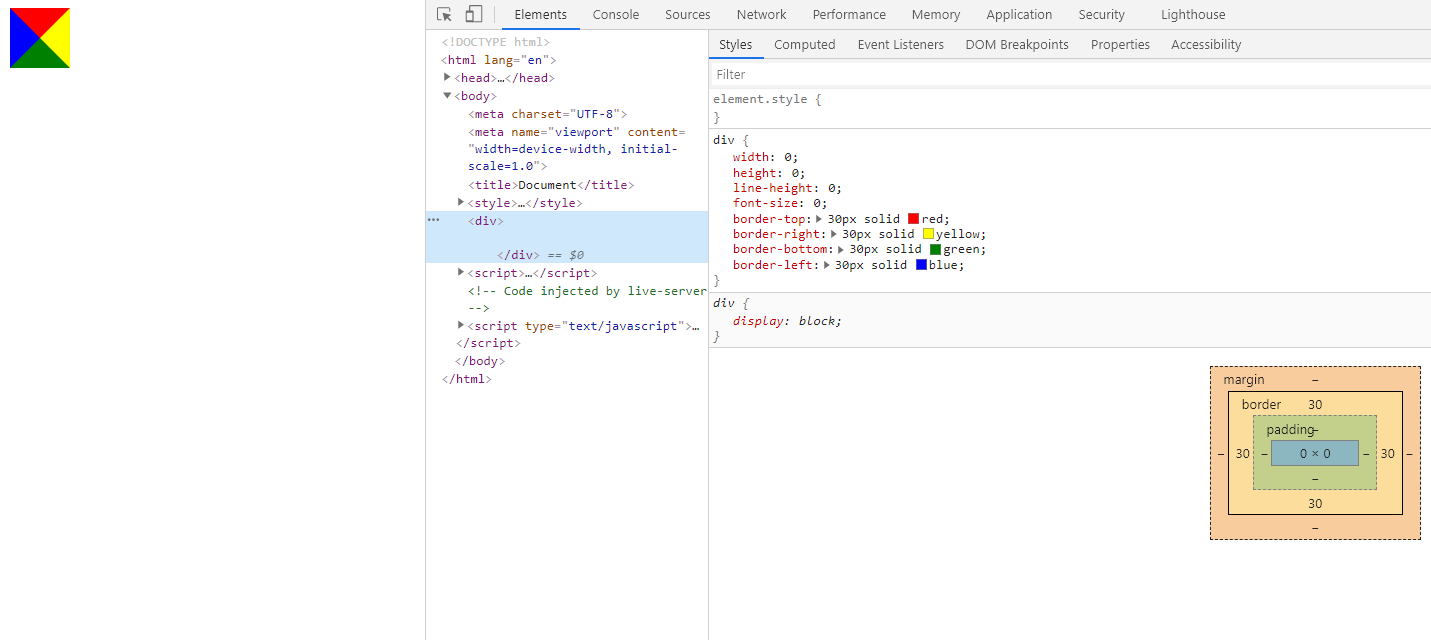 Elements Console Sources Network Performance Memory Application Security Lighthouse
<!DOCTYPE html>
<html lang="en">
<head>…</head>
<body>
<meta charset="UTF-8">
<meta name="viewport" content=
"width=device-width, initial-
scale=1.0">
<title>Document</title>
<style>…</style>
… <div>
</div> == $0
<script>…</script>
<!-- Code injected by live-server
-->
<script type="text/javascript">…
</script>
</body>
</html>
Styles Computed Event Listeners DOM Breakpoints Properties Accessibility
Filter
element.style {
}
div {
width: 0;
height: 0;
line-height: 0;
font-size: 0;
border-top: 30px solid red;
border-right: 30px solid yellow;
border-bottom: 30px solid green;
border-left: 30px solid blue;
}
div {
display: block;
}
margin –
border 30
padding –
– 30 – 0 × 0 – 30 –
–
30
–